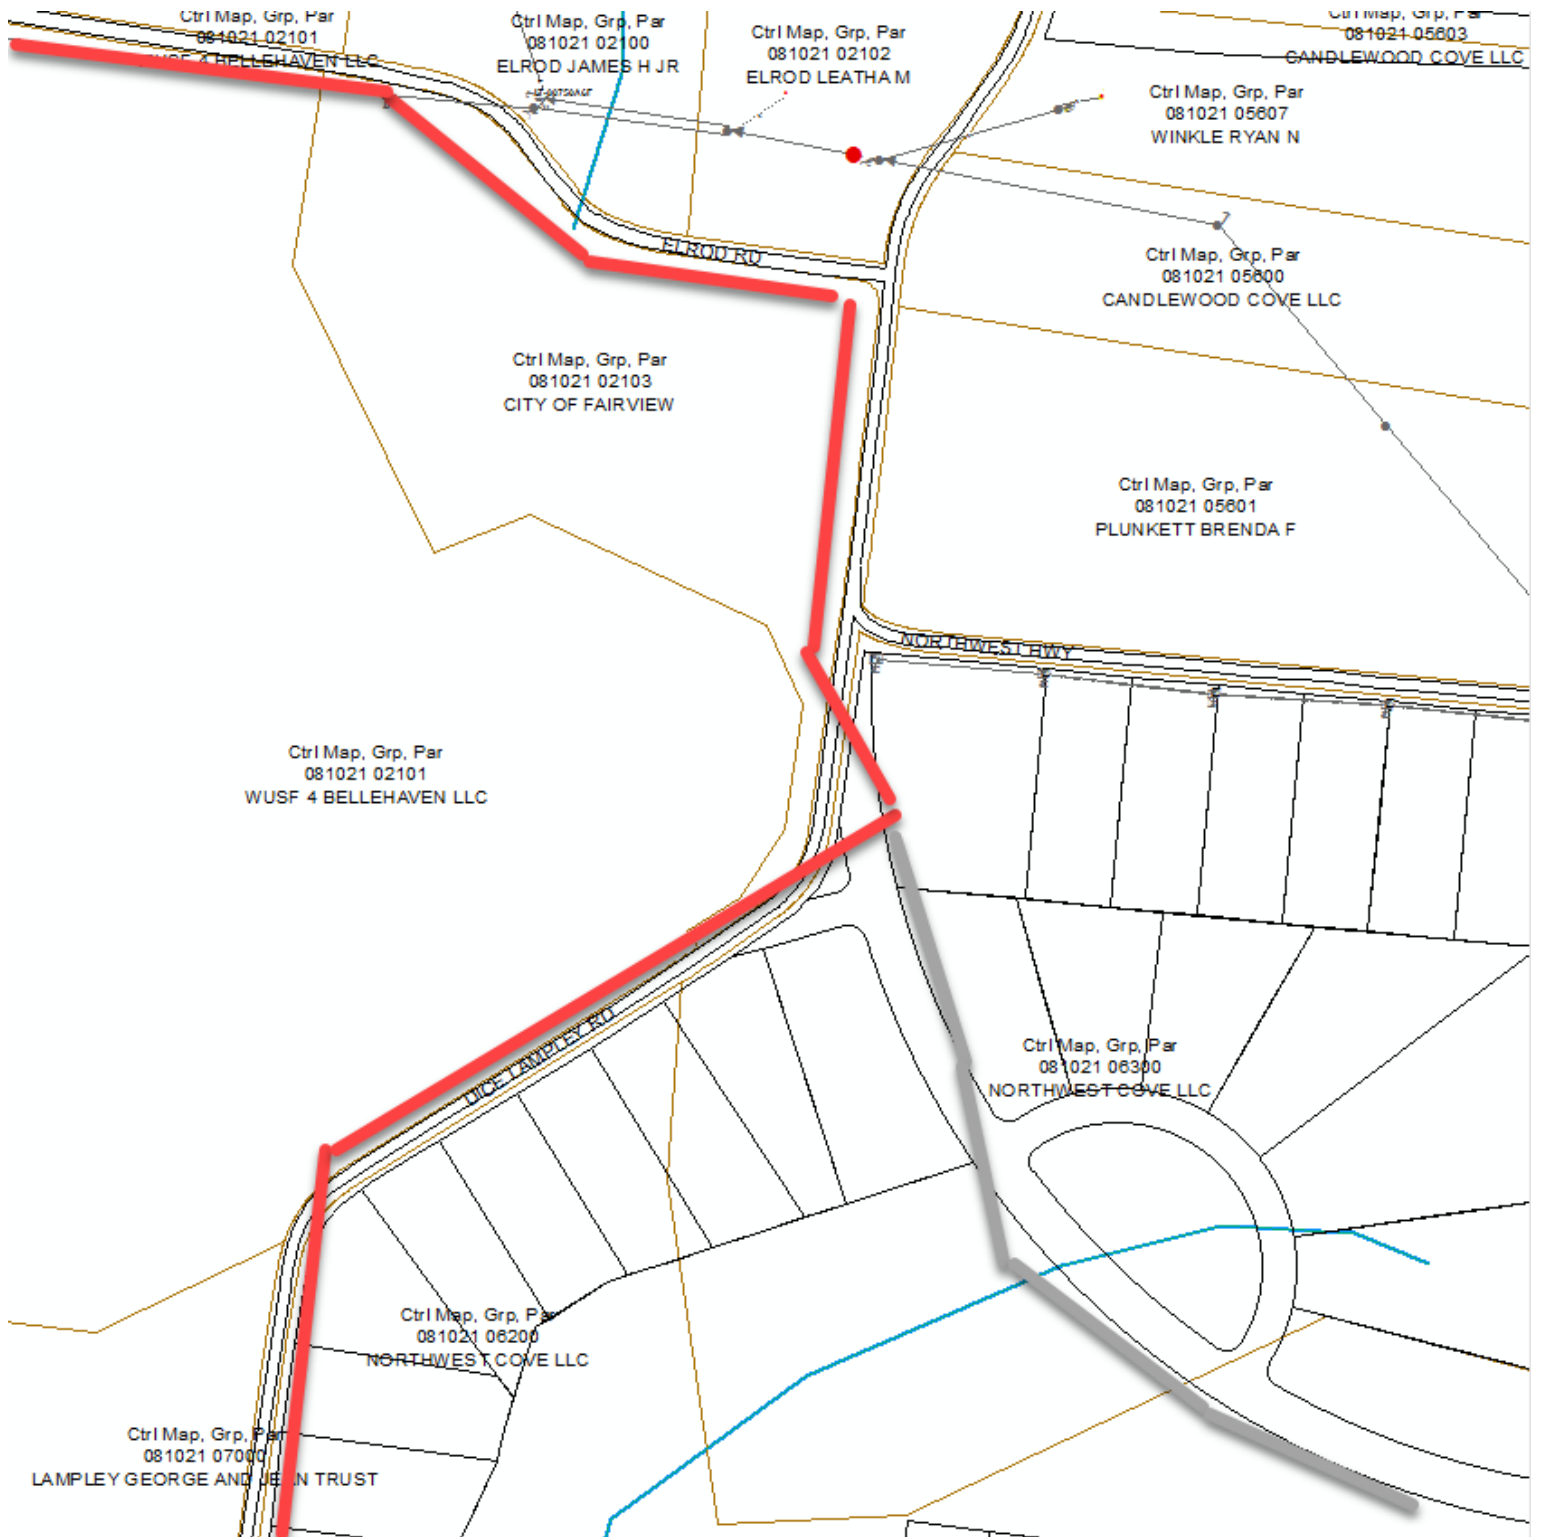 Ctrl Map, Grp, Par
081021 02101
WUSF 4 BELLEHAVEN LLC
Ctrl Map, Grp, Par
081021 02100
ELROD JAMES H JR
Ctrl Map, Grp, Par
081021 02102
ELROD LEATHA M
Ctrl Map, Grp, Par
081021 05603
CANDLEWOOD COVE LLC
Ctrl Map, Grp, Par
081021 05607
WINKLE RYAN N
ELROD RD
Ctrl Map, Grp, Par
081021 05600
CANDLEWOOD COVE LLC
Ctrl Map, Grp, Par
081021 02103
CITY OF FAIRVIEW
Ctrl Map, Grp, Par
081021 05601
PLUNKETT BRENDA F
NORTHWEST HWY
Ctrl Map, Grp, Par
081021 02101
WUSF 4 BELLEHAVEN LLC
DICE LAMPLEY RD
Ctrl Map, Grp, Par
081021 06300
NORTHWEST COVE LLC
Ctrl Map, Grp, Par
081021 06200
NORTHWEST COVE LLC
Ctrl Map, Grp, Par
081021 07000
LAMPLEY GEORGE AND JEAN TRUST